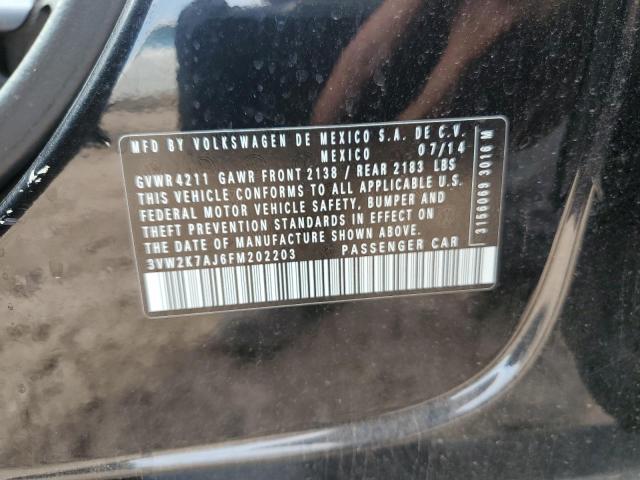 MFD BY VOLKSWAGEN DE MEXICO S.A. DE C.V.
MEXICO 07/14
GVWR 4211 GAWR FRONT 2138 / REAR 2183 LBS
THIS VEHICLE CONFORMS TO ALL APPLICABLE U.S.
FEDERAL MOTOR VEHICLE SAFETY, BUMPER AND
THEFT PREVENTION STANDARDS IN EFFECT ON
THE DATE OF MANUFACTURE SHOWN ABOVE.
3VW2K7AJ6FM202203 PASSENGER CAR
3156069 3016 M